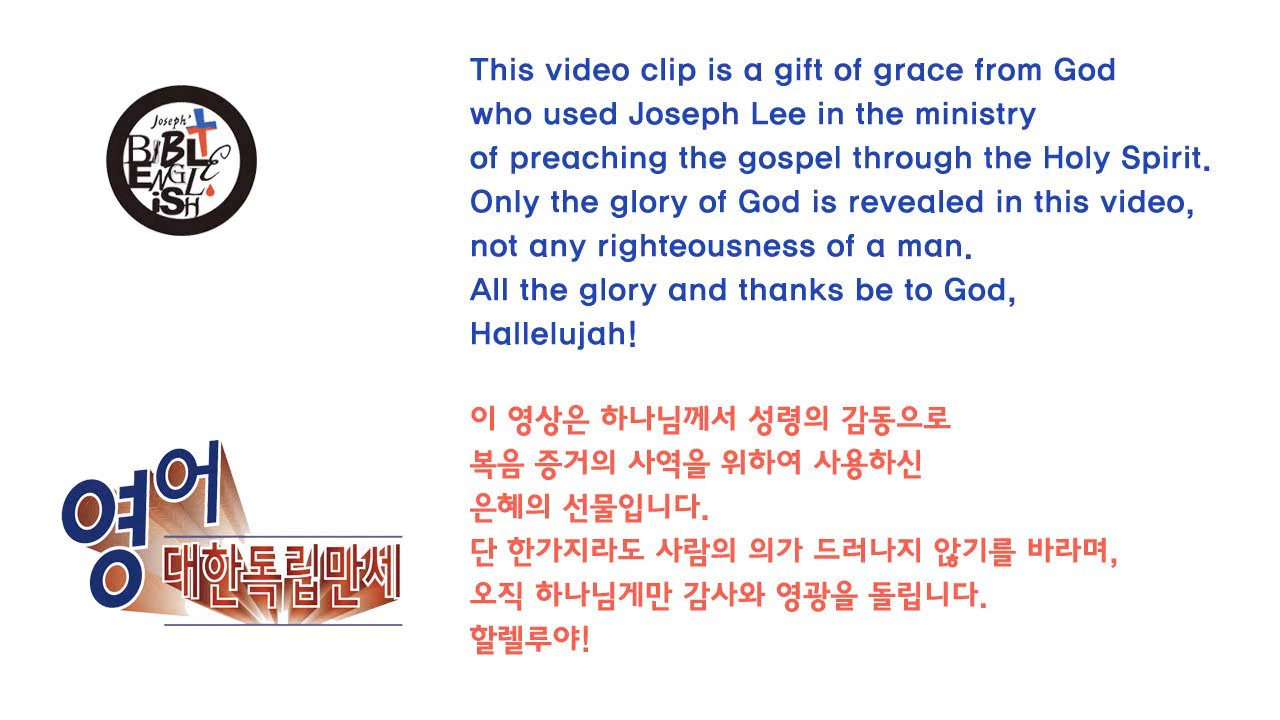 Joseph'
BIBLE
ENGL
iSH
This video clip is a gift of grace from God
who used Joseph Lee in the ministry
of preaching the gospel through the Holy Spirit.
Only the glory of God is revealed in this video,
not any righteousness of a man.
All the glory and thanks be to God,
Hallelujah!
이 영상은 하나님께서 성령의 감동으로
복음 증거의 사역을 위하여 사용하신
은혜의 선물입니다.
단 한가지라도 사람의 의가 드러나지 않기를 바라며,
오직 하나님게만 감사와 영광을 돌립니다.
할렐루야!
영어
대한독립만세